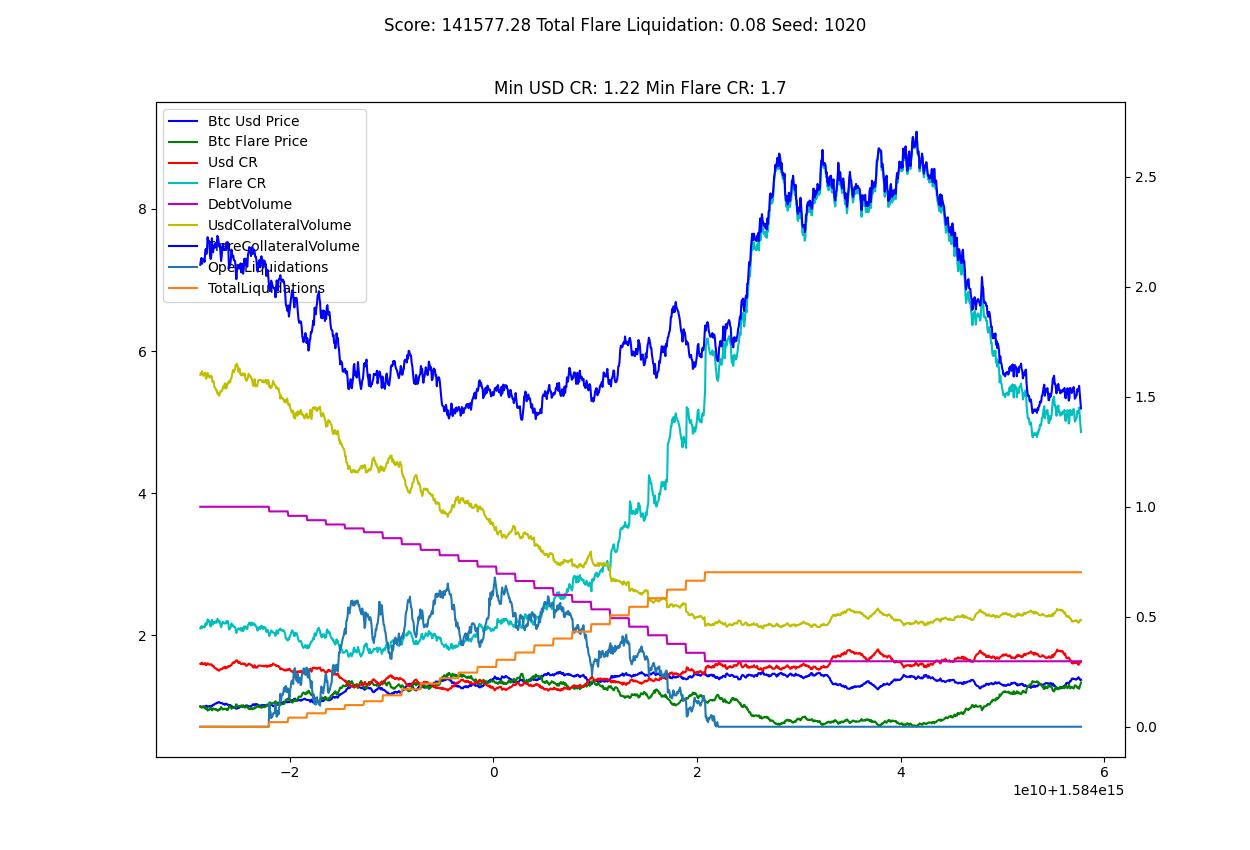 Score: 141577.28 Total Flare Liquidation: 0.08 Seed: 1020
Min USD CR: 1.22 Min Flare CR: 1.7
Btc Usd Price
Btc Flare Price
Usd CR
Flare CR
DebtVolume
UsdCollateralVolume
FlareCollateralVolume
OpenLiquidations
TotalLiquidations
8
6
4
2
2.5
2.0
1.5
1.0
0.5
0.0
−2
0
2
4
6
1e10+1.584e15